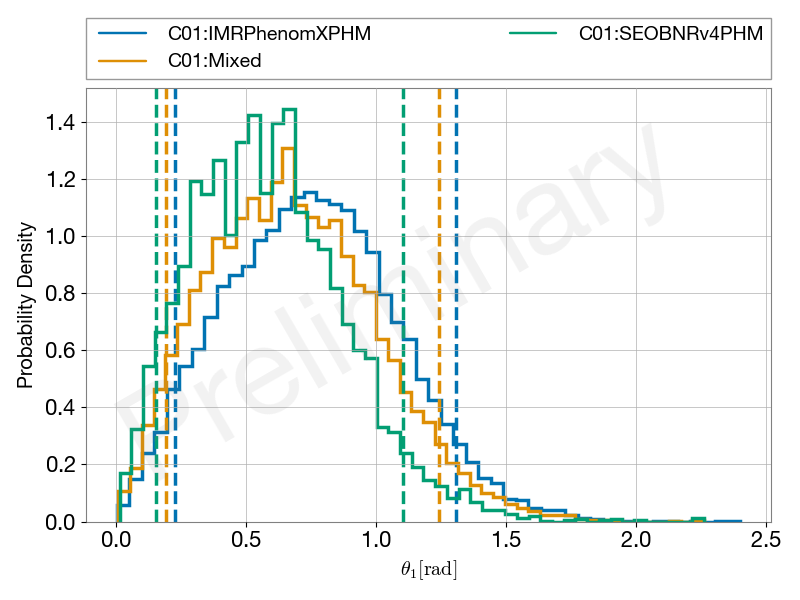 C01:IMRPhenomXPHM
C01:Mixed
C01:SEOBNRv4PHM
Preliminary
Probability Density
1.4
1.2
1.0
0.8
0.6
0.4
0.2
0.0
0.0 0.5 1.0 1.5 2.0 2.5
θ₁[rad]